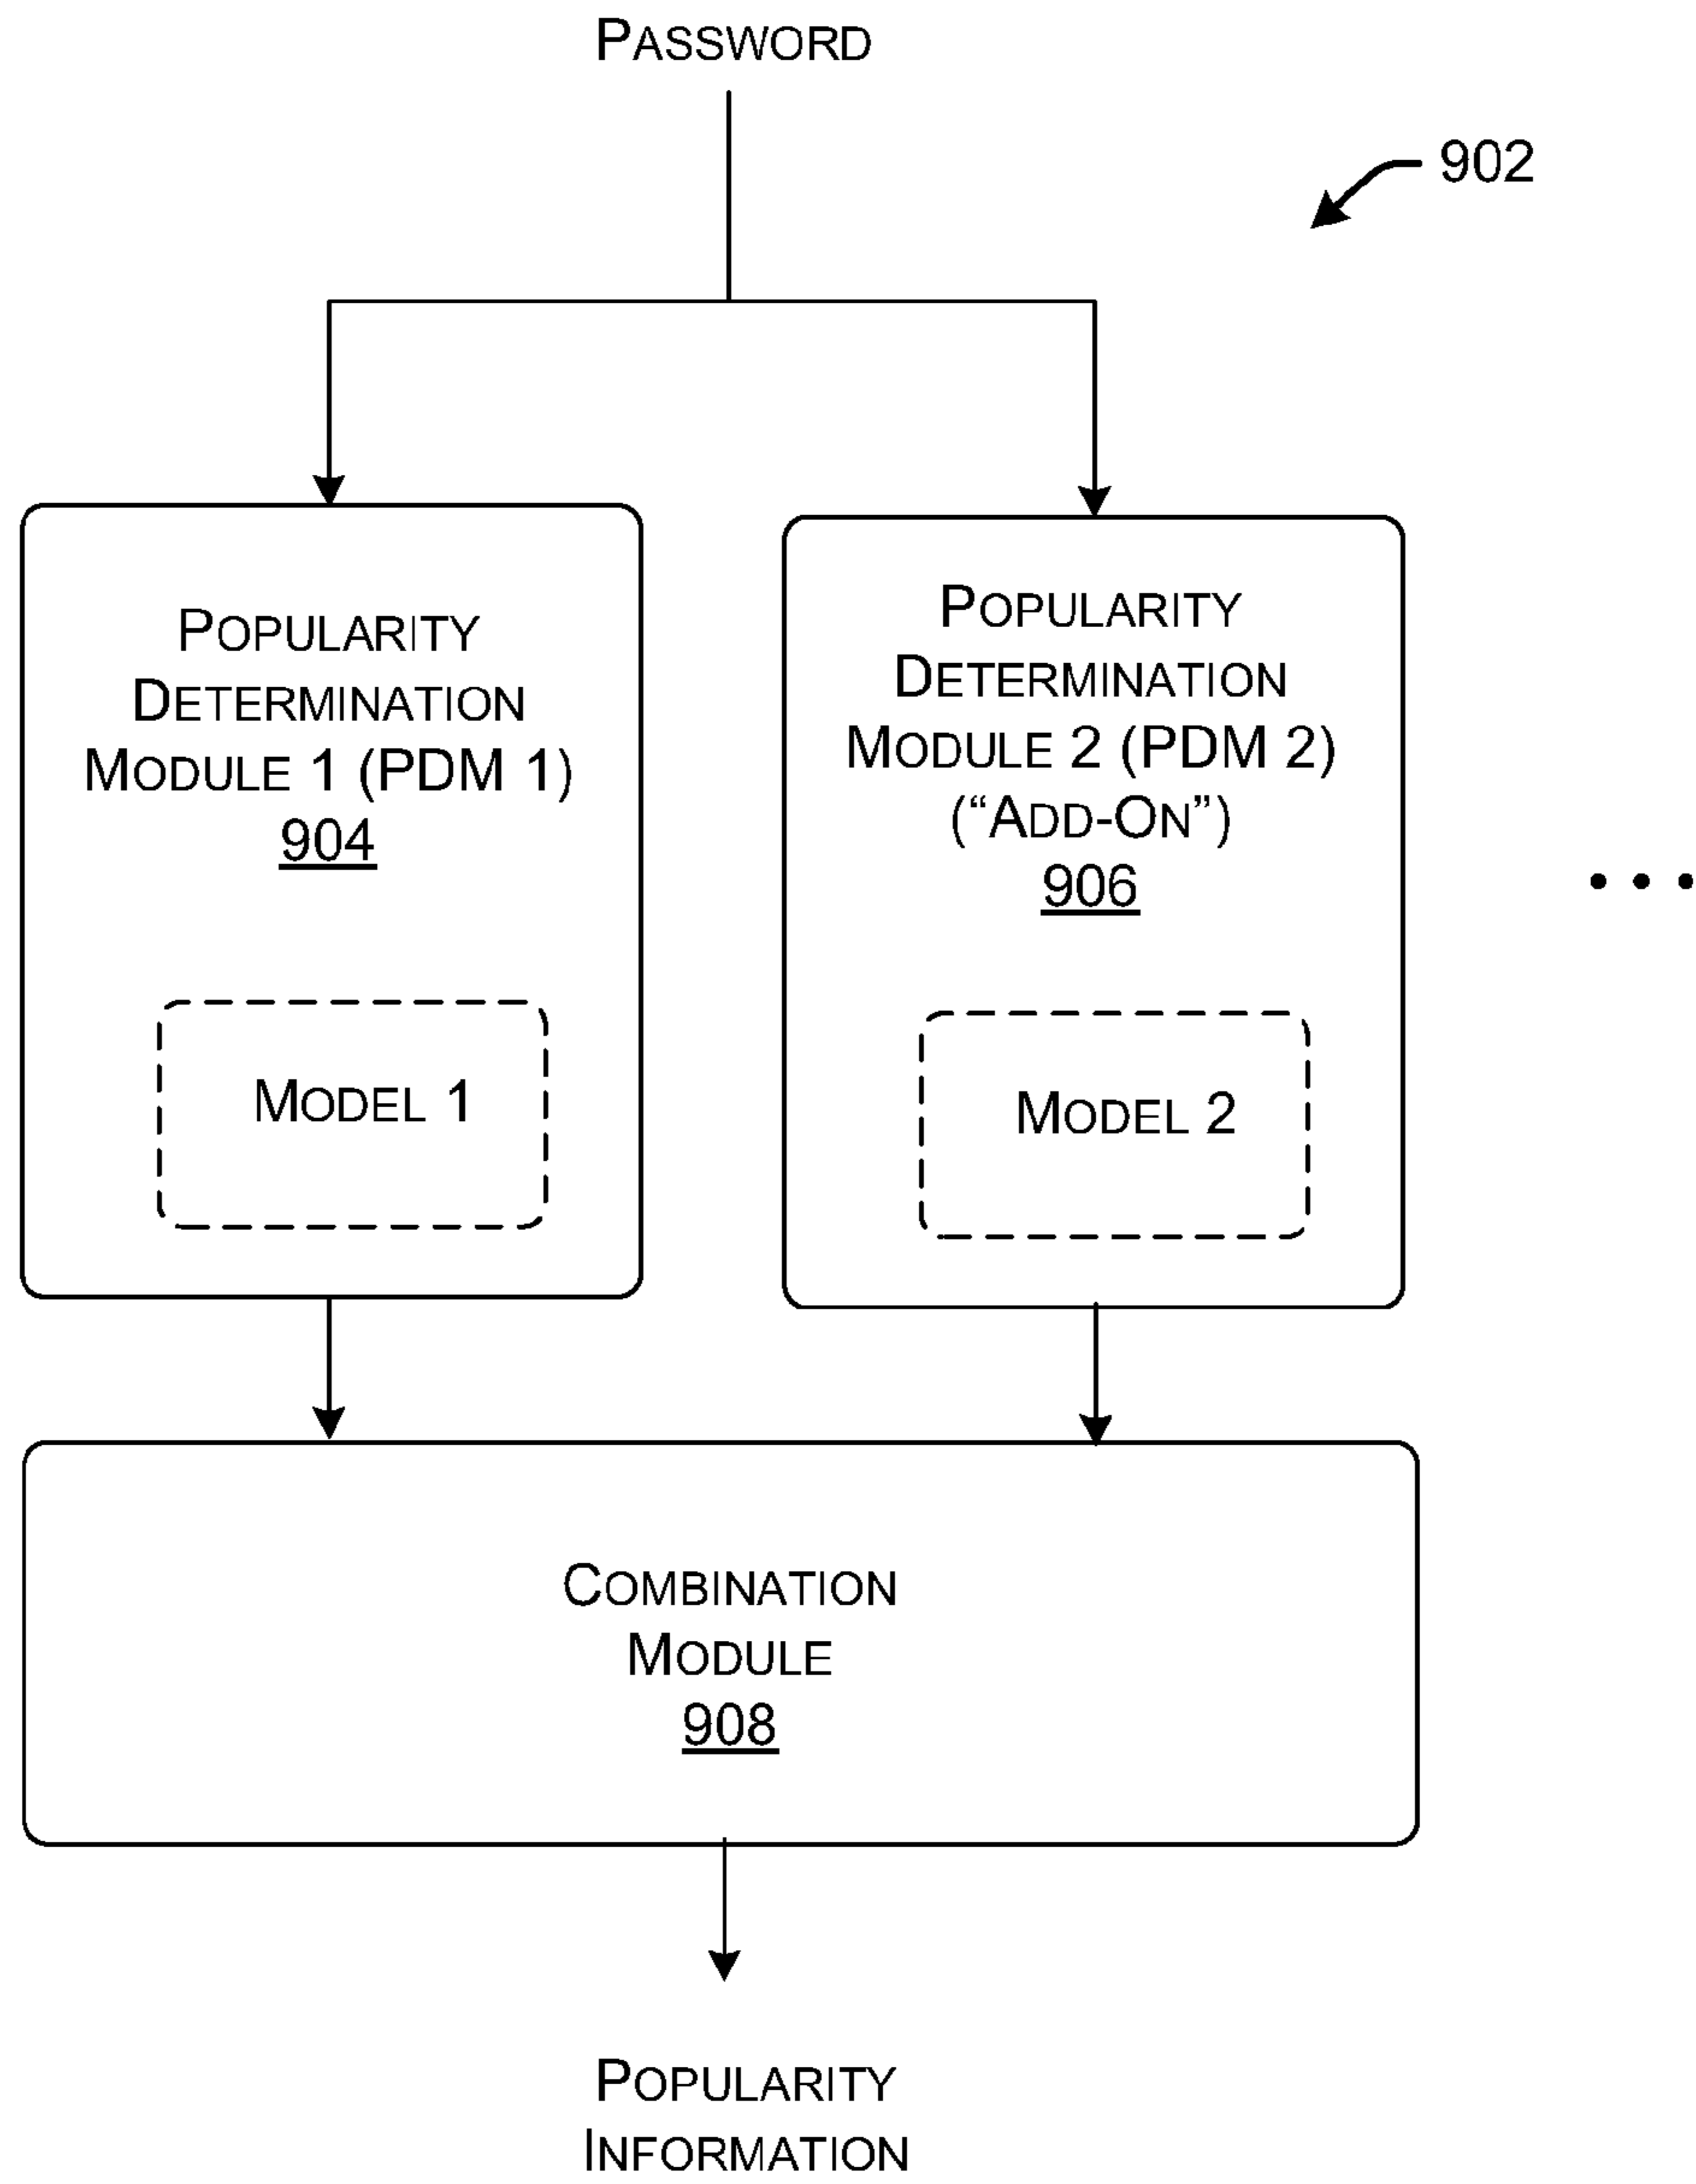 PASSWORD
902
POPULARITY
DETERMINATION
MODULE 1 (PDM 1)
904
MODEL 1
POPULARITY
DETERMINATION
MODULE 2 (PDM 2)
(“ADD-ON”)
906
MODEL 2
• • •
COMBINATION
MODULE
908
POPULARITY
INFORMATION